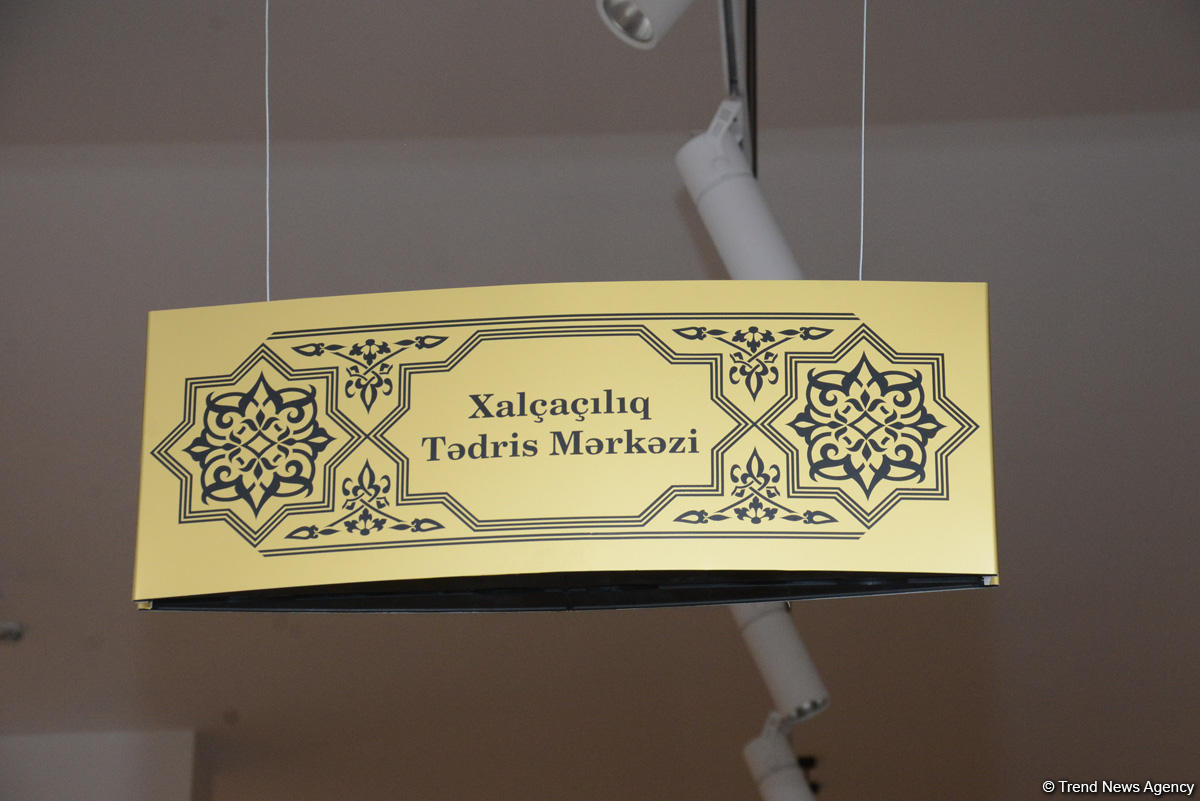 Xalçaçılıq
Tədris Mərkəzi
© Trend News Agency